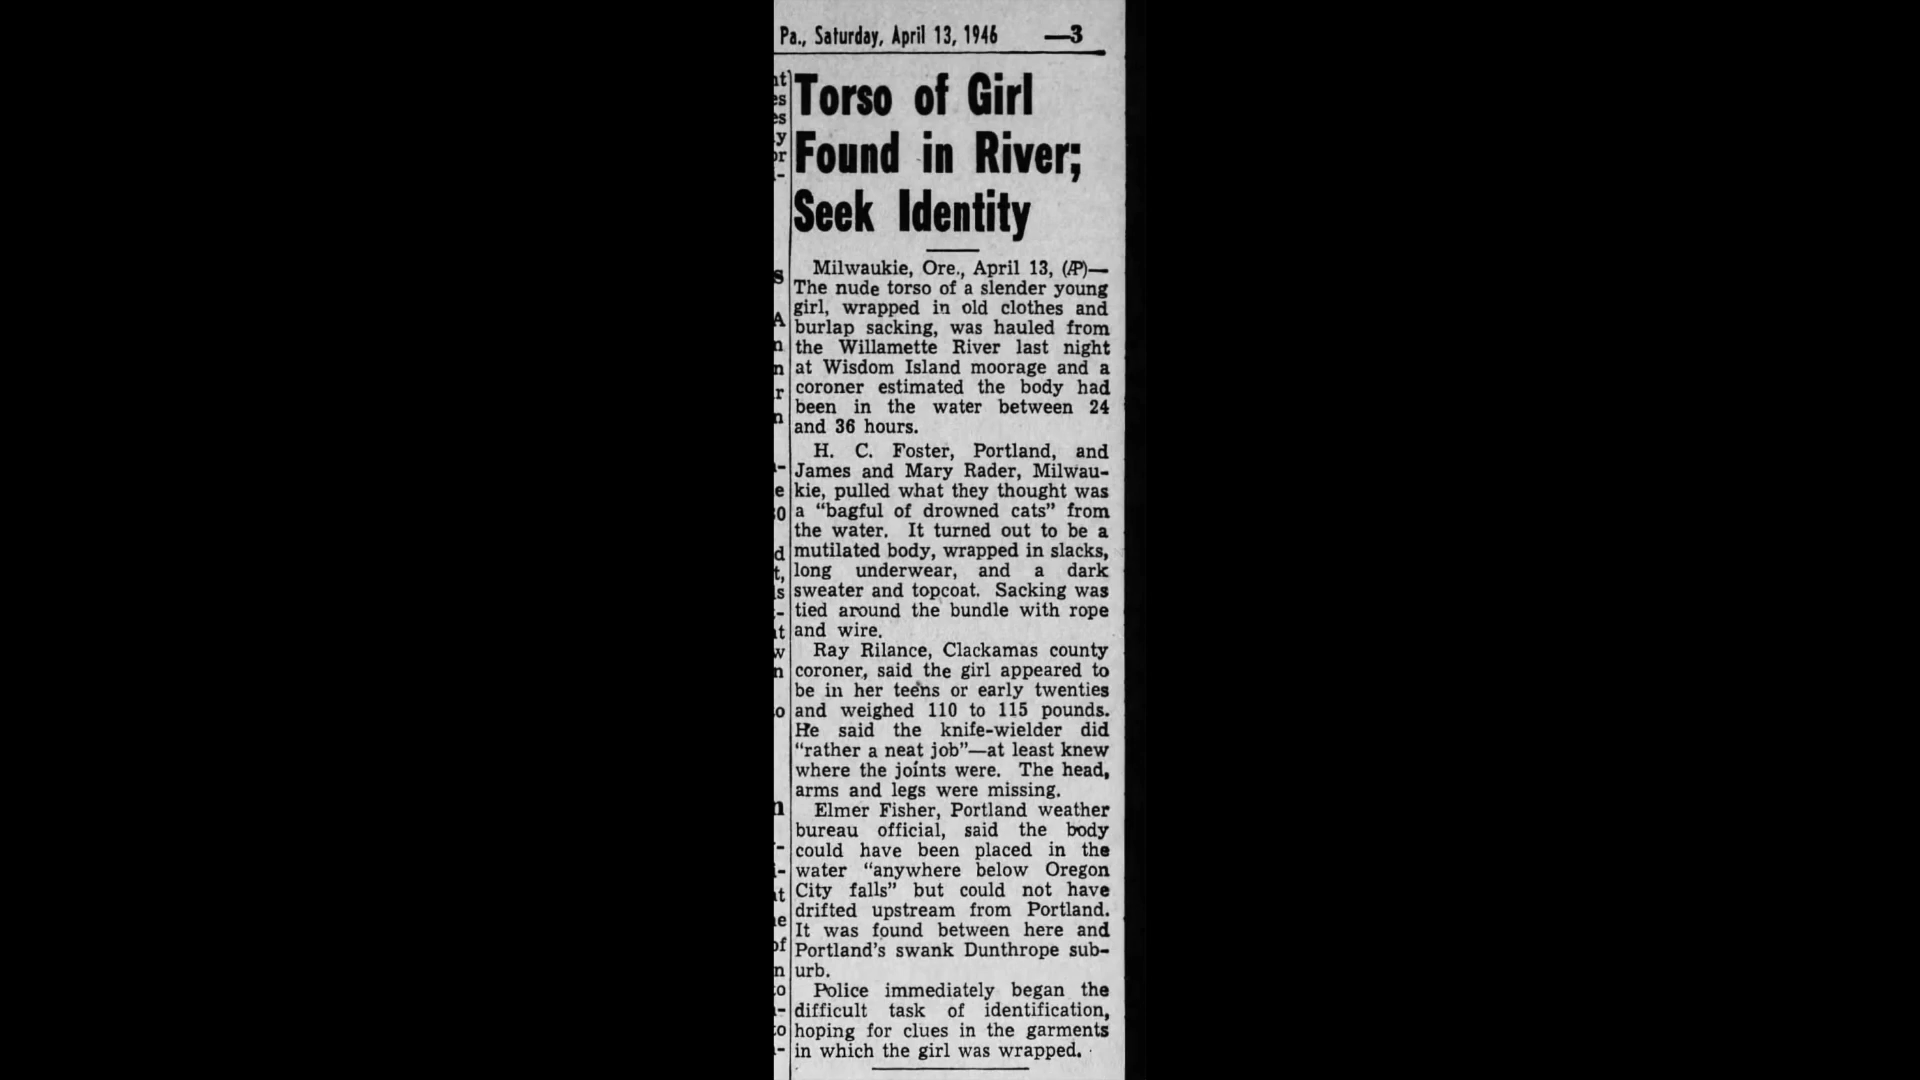 Pa., Saturday, April 13, 1946 —3
Torso of Girl
Found in River;
Seek Identity
Milwaukie, Ore., April 13, (AP)—
The nude torso of a slender young
girl, wrapped in old clothes and
burlap sacking, was hauled from
the Willamette River last night
at Wisdom Island moorage and a
coroner estimated the body had
been in the water between 24
and 36 hours.
H. C. Foster, Portland, and
James and Mary Rader, Milwau-
kie, pulled what they thought was
a “bagful of drowned cats” from
the water. It turned out to be a
mutilated body, wrapped in slacks,
long underwear, and a dark
sweater and topcoat. Sacking was
tied around the bundle with rope
and wire.
Ray Rilance, Clackamas county
coroner, said the girl appeared to
be in her teens or early twenties
and weighed 110 to 115 pounds.
He said the knife-wielder did
“rather a neat job”—at least knew
where the joints were. The head,
arms and legs were missing.
Elmer Fisher, Portland weather
bureau official, said the body
could have been placed in the
water “anywhere below Oregon
City falls” but could not have
drifted upstream from Portland.
It was found between here and
Portland’s swank Dunthrope sub-
urb.
Police immediately began the
difficult task of identification,
hoping for clues in the garments
in which the girl was wrapped.